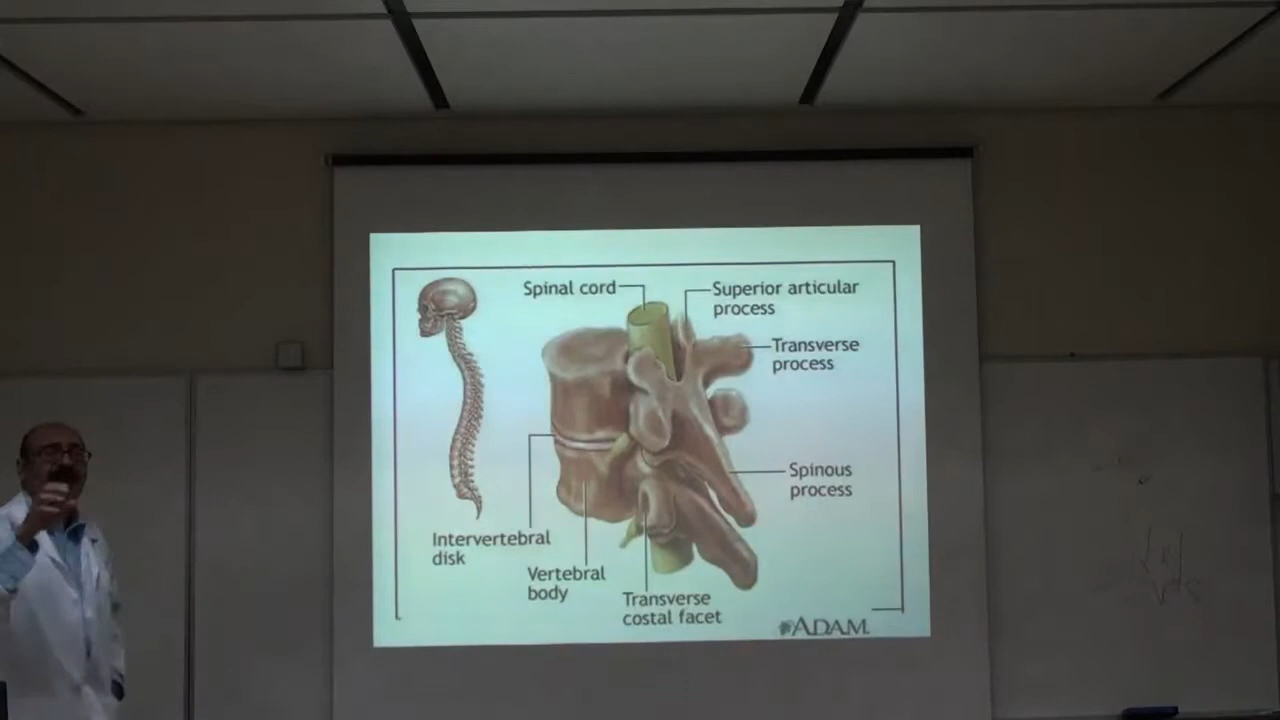 Spinal cord
Superior articular
process
Transverse
process
Spinous
process
Intervertebral
disk
Vertebral
body
Transverse
costal facet
ADAM